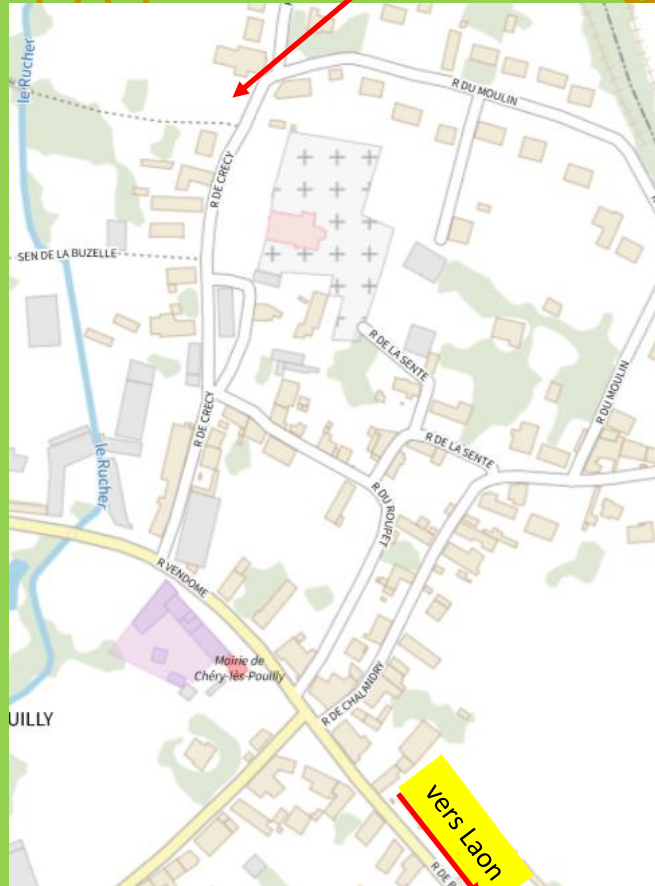 le Rucher
R DU MOULIN
R DE CRECY
SEN DE LA BUZELLE
R DE LA SENTE
R DU MOULIN
R DE CRECY
R DE LA SENTE
le Rucher
R DU ROUPET
R VENDOME
Mairie de
Chéry-lès-Pouilly
R DE CHALANDRY
UILLY
vers Laon
R DE